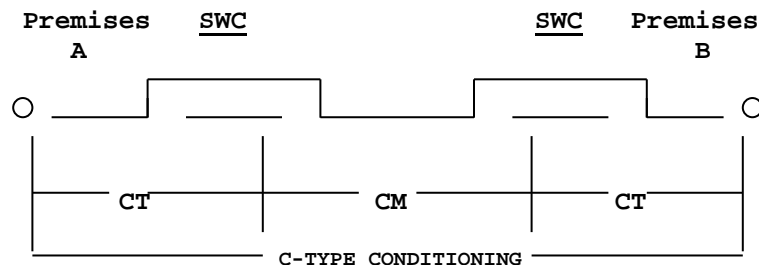 Premises SWC SWC Premises
A B
CT CM CT
C-TYPE CONDITIONING